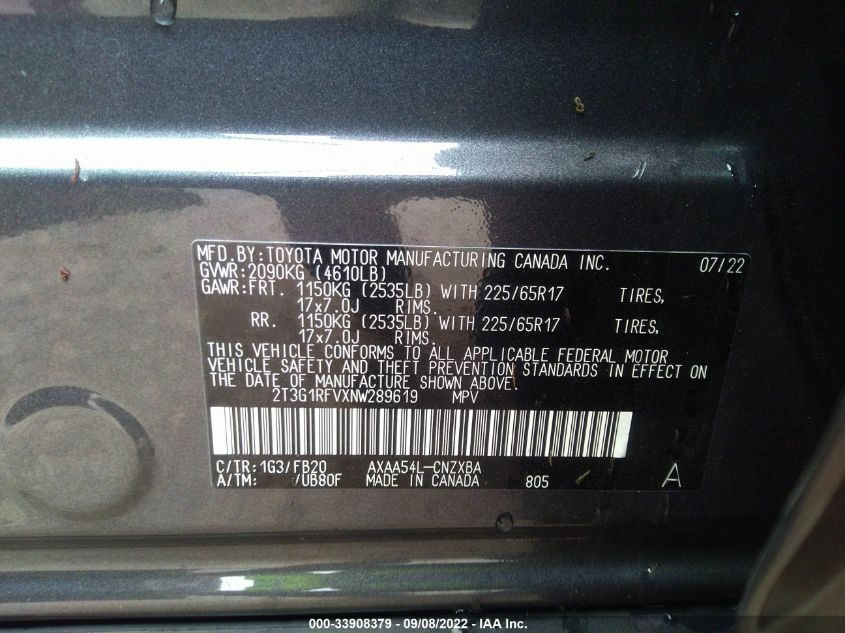 MFD.BY:TOYOTA MOTOR MANUFACTURING CANADA INC. 07/22
GVWR:2090KG (4610LB)
GAWR:FRT. 1150KG (2535LB) WITH 225/65R17 TIRES,
17x7.0J RIMS.
RR. 1150KG (2535LB) WITH 225/65R17 TIRES,
17x7.0J RIMS.
THIS VEHICLE CONFORMS TO ALL APPLICABLE FEDERAL MOTOR
VEHICLE SAFETY AND THEFT PREVENTION STANDARDS IN EFFECT ON
THE DATE OF MANUFACTURE SHOWN ABOVE.
2T3G1RFVXNW289619 MPV
C/TR:1G3/FB20 AXAA54L-CNZXBA
A/TM: /UB80F MADE IN CANADA 805 A
000-33908379 - 09/08/2022 - IAA Inc.